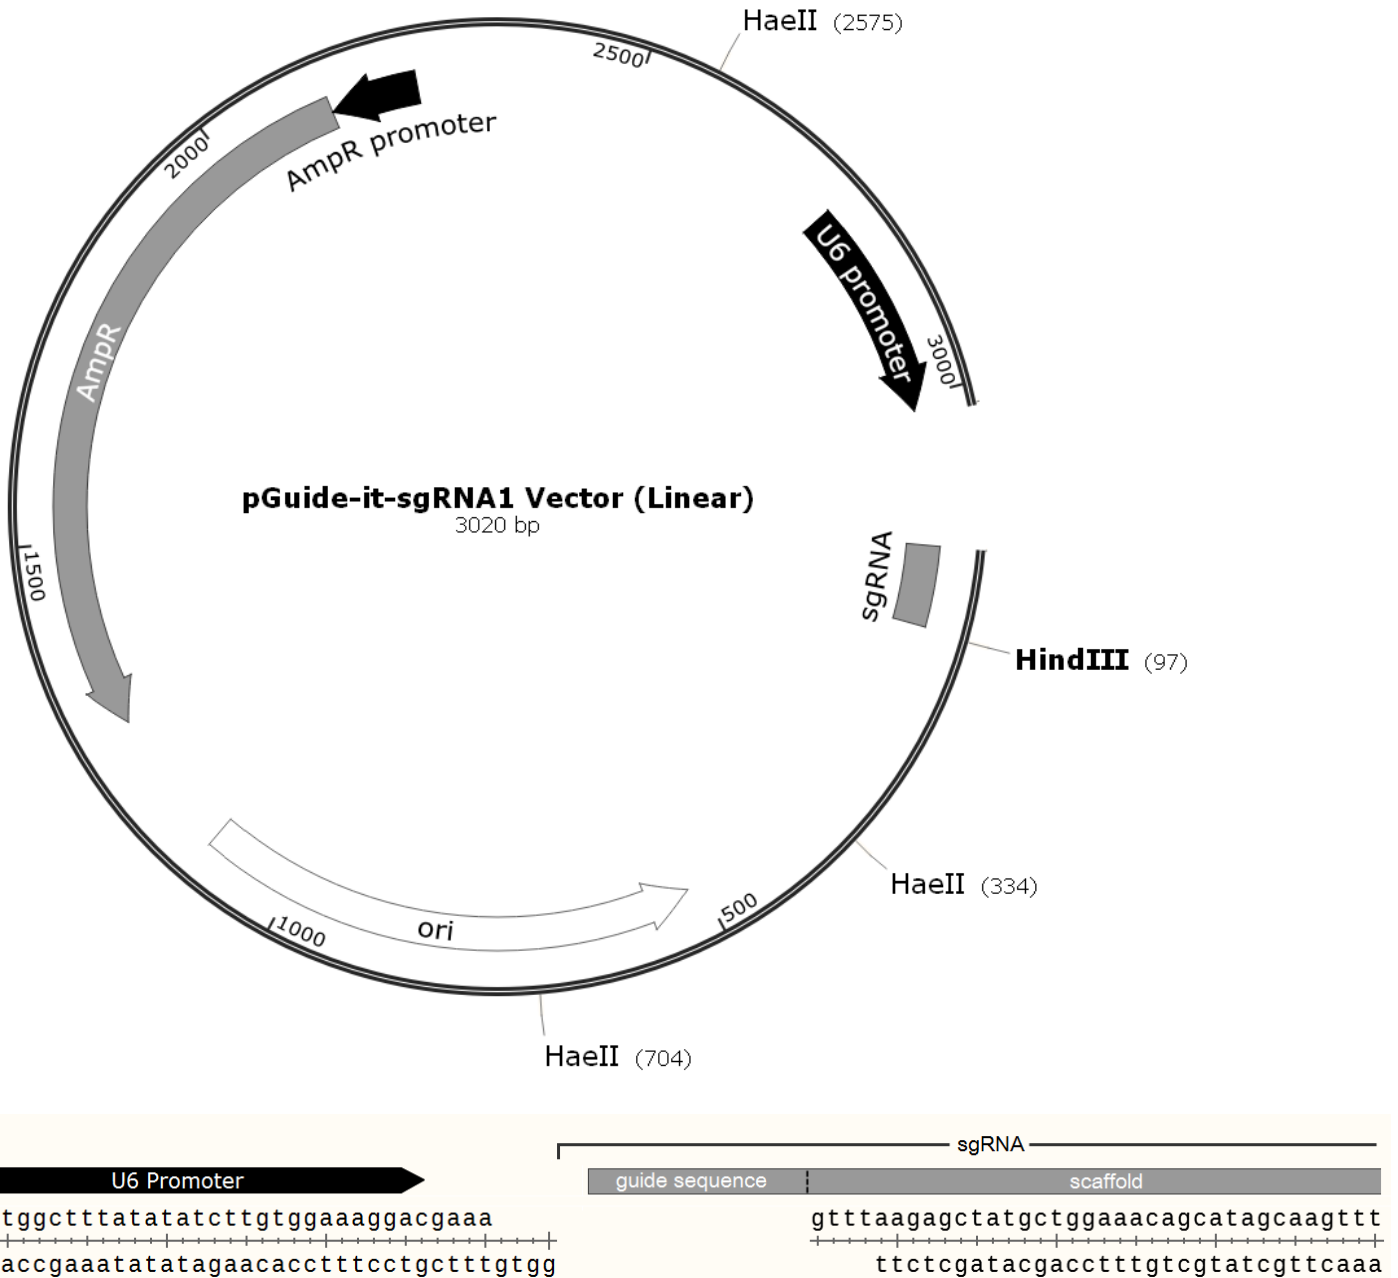 HaeII (2575)
2500
AmpR promoter
2000
U6 promoter
3000
AmpR
pGuide-it-sgRNA1 Vector (Linear)
3020 bp
sgRNA
1500
HindIII (97)
HaeII (334)
500
ori
1000
HaeII (704)
sgRNA
U6 Promoter
guide sequence
scaffold
tggctttatatatcttgtggaaaggacgaaa
gtttaagagctatgctggaaacagcatagcaagttt
accgaaatatatagaacacctttcctgctttgtgg
ttctcgatacgacctttgtcgtatcgttcaaa